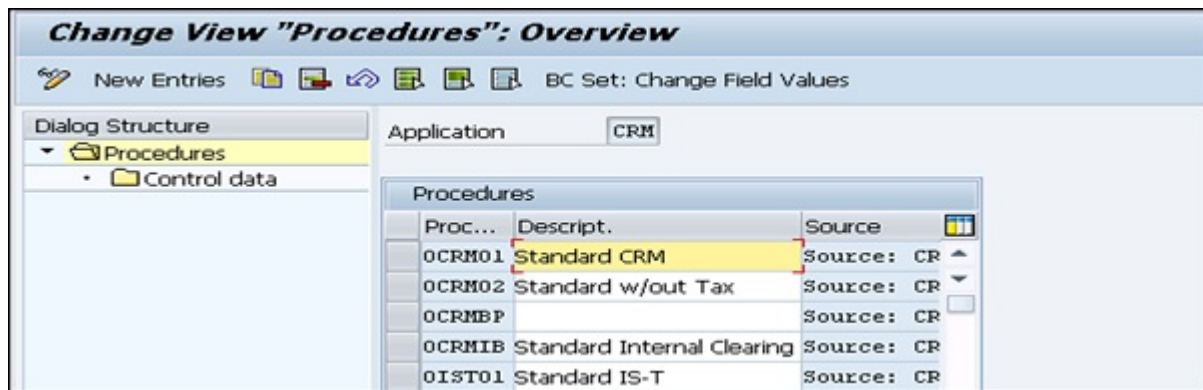 Change View "Procedures": Overview
New Entries BC Set: Change Field Values
Dialog Structure
Procedures
Control data
Application CRM
Procedures
Proc... Descript. Source
0CRM01 Standard CRM Source: CR
0CRM02 Standard w/out Tax Source: CR
0CRMBP Source: CR
0CRMIB Standard Internal Clearing Source: CR
0IST01 Standard IS-T Source: CR